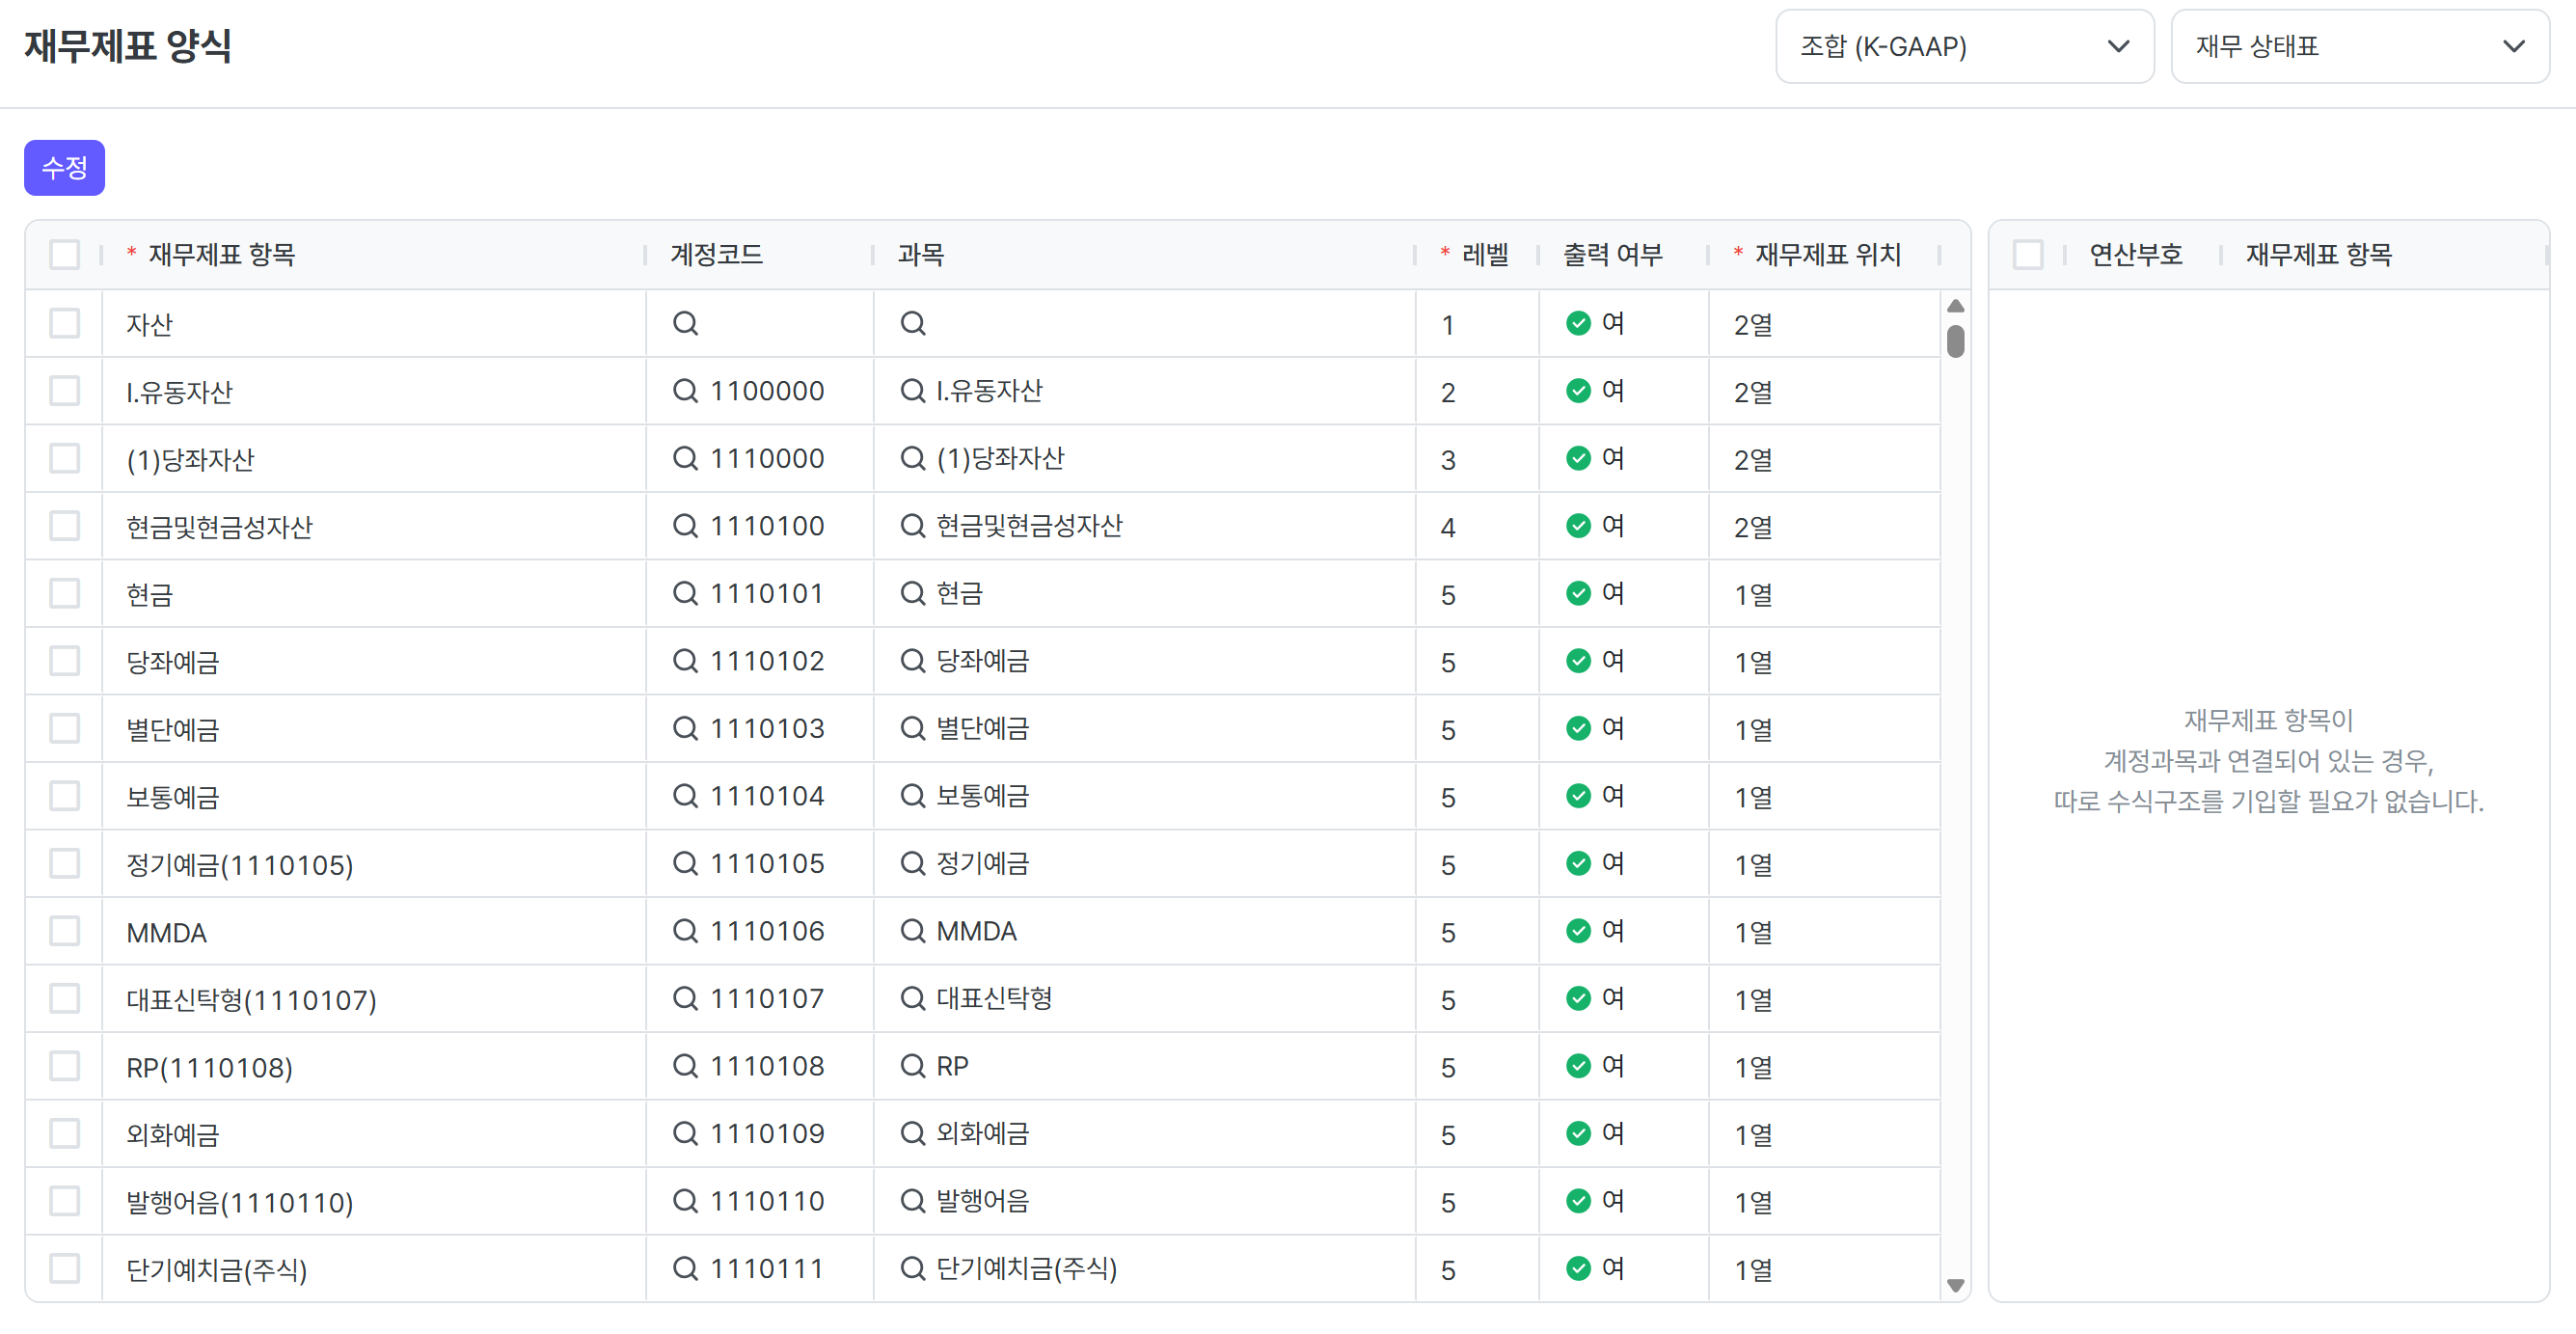 재무제표 양식
조합 (K-GAAP)
재무 상태표
수정
* 재무제표 항목 계정코드 과목 * 레벨 출력 여부 * 재무제표 위치
자산 1 여 2열
I.유동자산 1100000 I.유동자산 2 여 2열
(1)당좌자산 1110000 (1)당좌자산 3 여 2열
현금및현금성자산 1110100 현금및현금성자산 4 여 2열
현금 1110101 현금 5 여 1열
당좌예금 1110102 당좌예금 5 여 1열
별단예금 1110103 별단예금 5 여 1열
보통예금 1110104 보통예금 5 여 1열
정기예금(1110105) 1110105 정기예금 5 여 1열
MMDA 1110106 MMDA 5 여 1열
대표신탁형(1110107) 1110107 대표신탁형 5 여 1열
RP(1110108) 1110108 RP 5 여 1열
외화예금 1110109 외화예금 5 여 1열
발행어음(1110110) 1110110 발행어음 5 여 1열
단기예치금(주식) 1110111 단기예치금(주식) 5 여 1열
연산부호 재무제표 항목
재무제표 항목이
계정과목과 연결되어 있는 경우,
따로 수식구조를 기입할 필요가 없습니다.